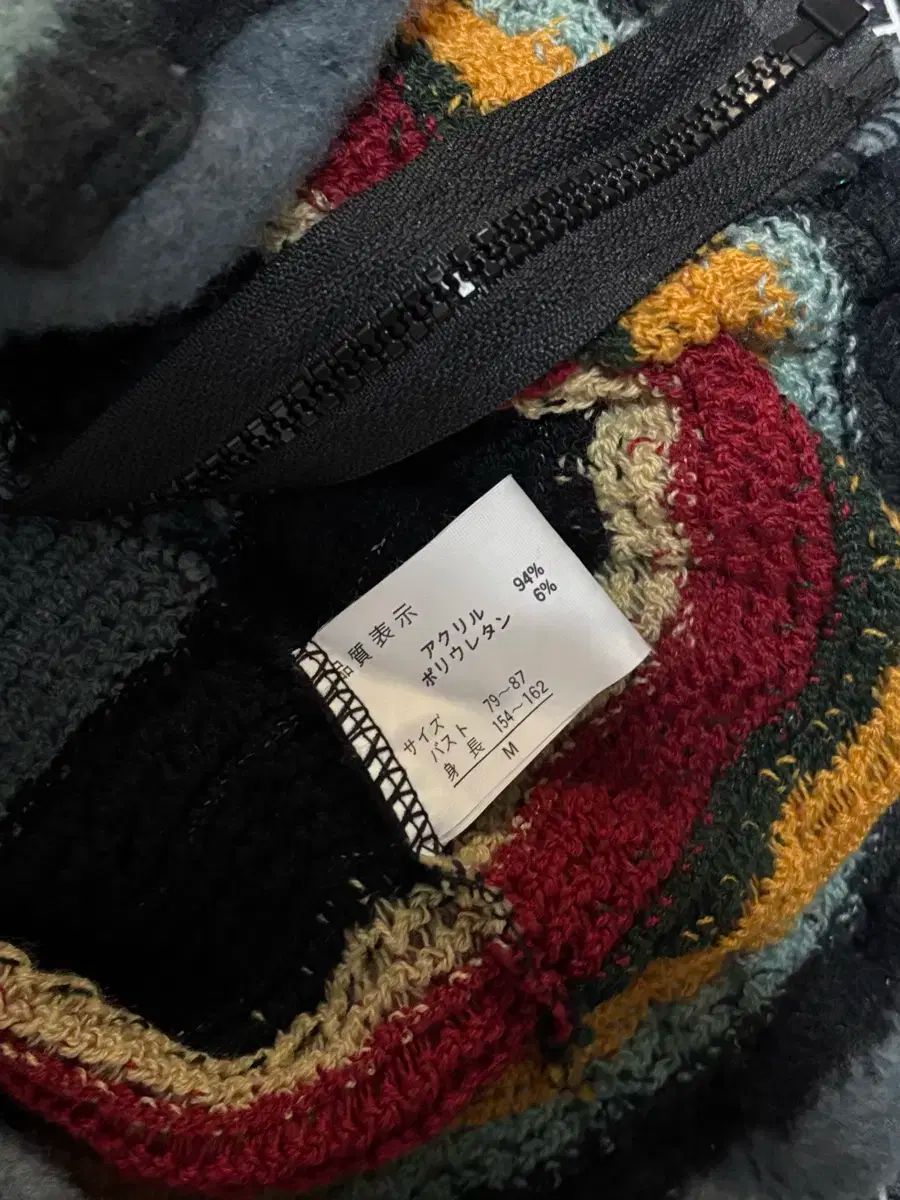 品質表示
アクリル 94%
ポリウレタン 6%
サイズ
バスト 79～87
身長 154～162
M